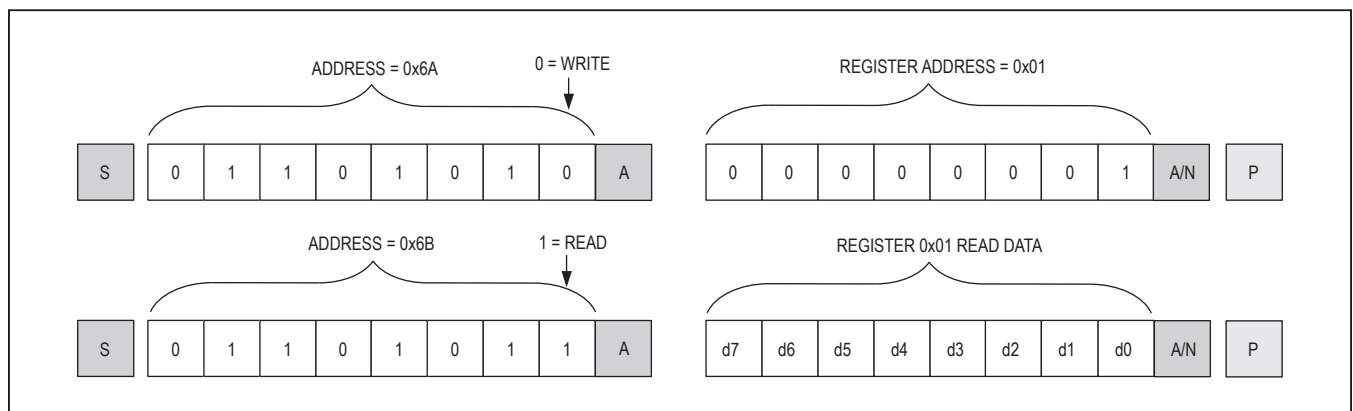 ADDRESS = 0x6A 0 = WRITE REGISTER ADDRESS = 0x01
S 0 1 1 0 1 0 1 0 A 0 0 0 0 0 0 0 1 A/N P
ADDRESS = 0x6B 1 = READ REGISTER 0x01 READ DATA
S 0 1 1 0 1 0 1 1 A d7 d6 d5 d4 d3 d2 d1 d0 A/N P